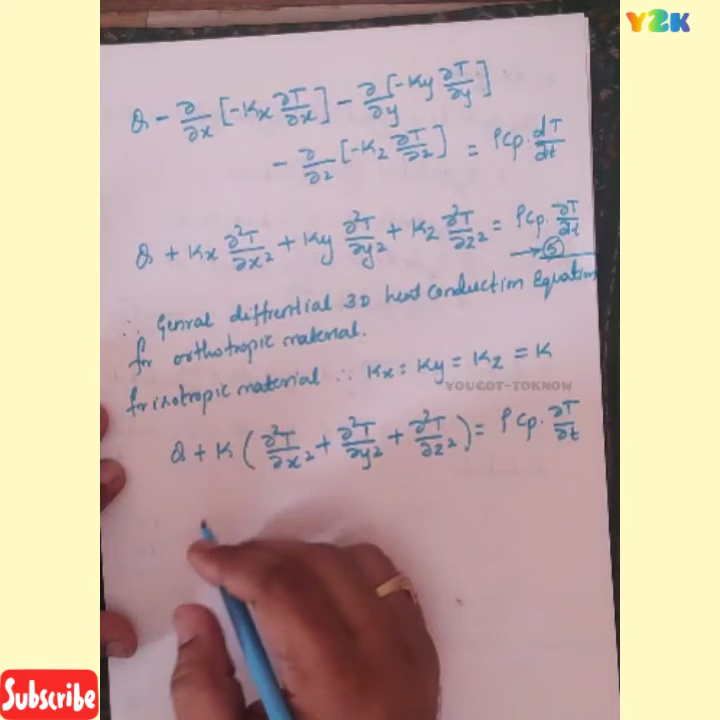 Y2K
Q - ∂/∂x [-Kx ∂T/∂x] - ∂/∂y [-Ky ∂T/∂y]
- ∂/∂z [-Kz ∂T/∂z] = ρCp. dT/dt
Q + Kx ∂²T/∂x² + Ky ∂²T/∂y² + Kz ∂²T/∂z² = ρCp. ∂T/∂t
→ ⑤
∴ Genral diffrential 3D heat conduction Equation
for orthotropic material.
for isotropic material ∴ Kx = Ky = Kz = K
YOUGOT-TOKNOW
Q + K ( ∂²T/∂x² + ∂²T/∂y² + ∂²T/∂z² ) = ρCp. ∂T/∂t
Subscribe